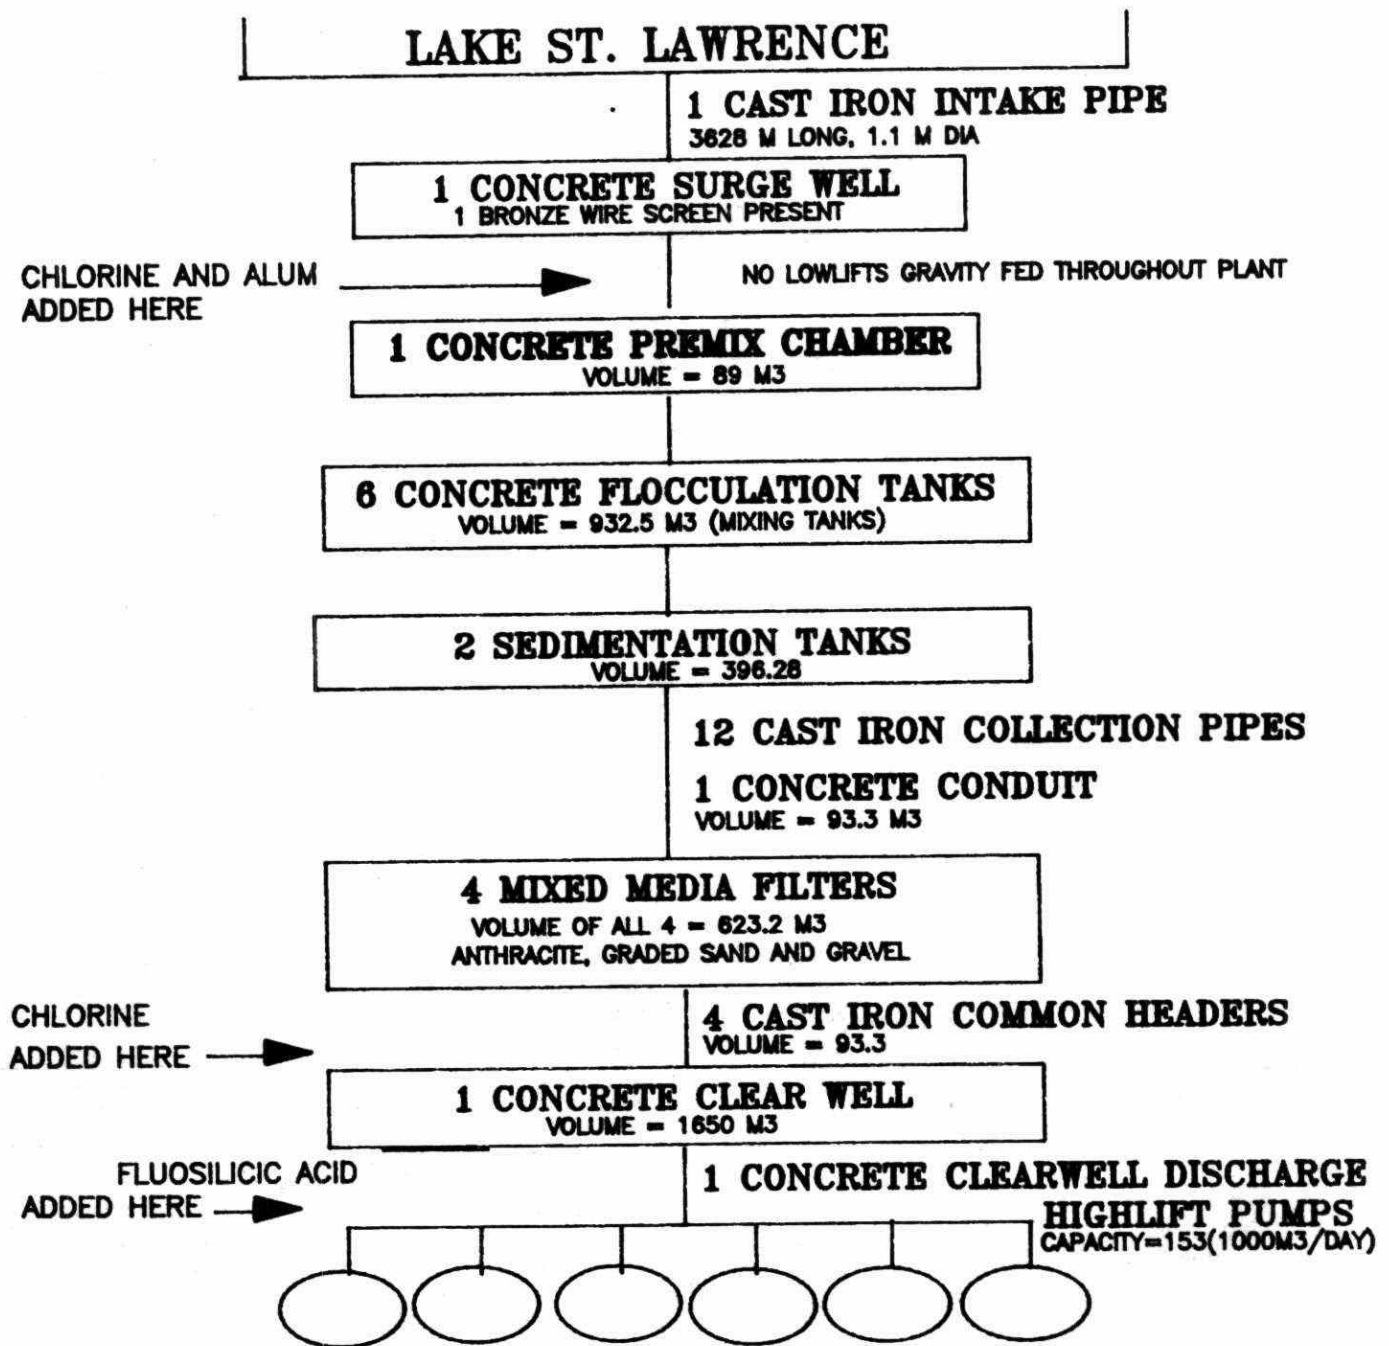 LAKE ST. LAWRENCE
1 CAST IRON INTAKE PIPE
3628 M LONG, 1.1 M DIA
1 CONCRETE SURGE WELL
1 BRONZE WIRE SCREEN PRESENT
CHLORINE AND ALUM
ADDED HERE
NO LOWLIFTS GRAVITY FED THROUGHOUT PLANT
1 CONCRETE PREMIX CHAMBER
VOLUME = 89 M3
6 CONCRETE FLOCCULATION TANKS
VOLUME = 932.5 M3 (MIXING TANKS)
2 SEDIMENTATION TANKS
VOLUME = 396.28
12 CAST IRON COLLECTION PIPES
1 CONCRETE CONDUIT
VOLUME = 93.3 M3
4 MIXED MEDIA FILTERS
VOLUME OF ALL 4 = 623.2 M3
ANTHRACITE, GRADED SAND AND GRAVEL
CHLORINE
ADDED HERE
4 CAST IRON COMMON HEADERS
VOLUME = 93.3
1 CONCRETE CLEAR WELL
VOLUME = 1650 M3
FLUOSILICIC ACID
ADDED HERE
1 CONCRETE CLEARWELL DISCHARGE
HIGHLIFT PUMPS
CAPACITY=153(1000M3/DAY)